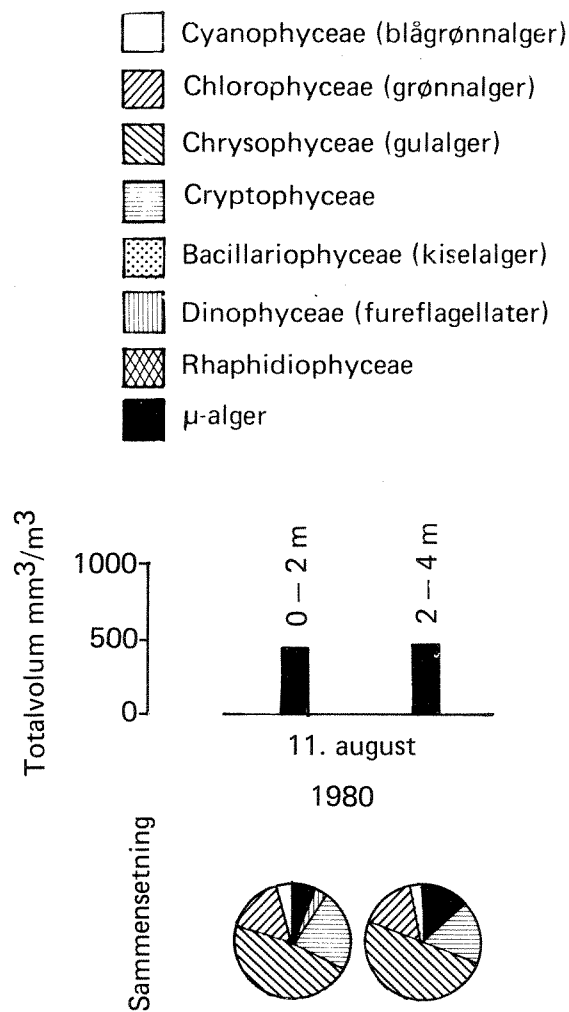 Cyanophyceae (blågrønnalger)
Chlorophyceae (grønnalger)
Chrysophyceae (gulalger)
Cryptophyceae
Bacillariophyceae (kiselalger)
Dinophyceae (fureflagellater)
Rhaphidiophyceae
µ-alger
Totalvolum mm³/m³
1000
500
0
0 – 2 m
2 – 4 m
11. august
1980
Sammensetning